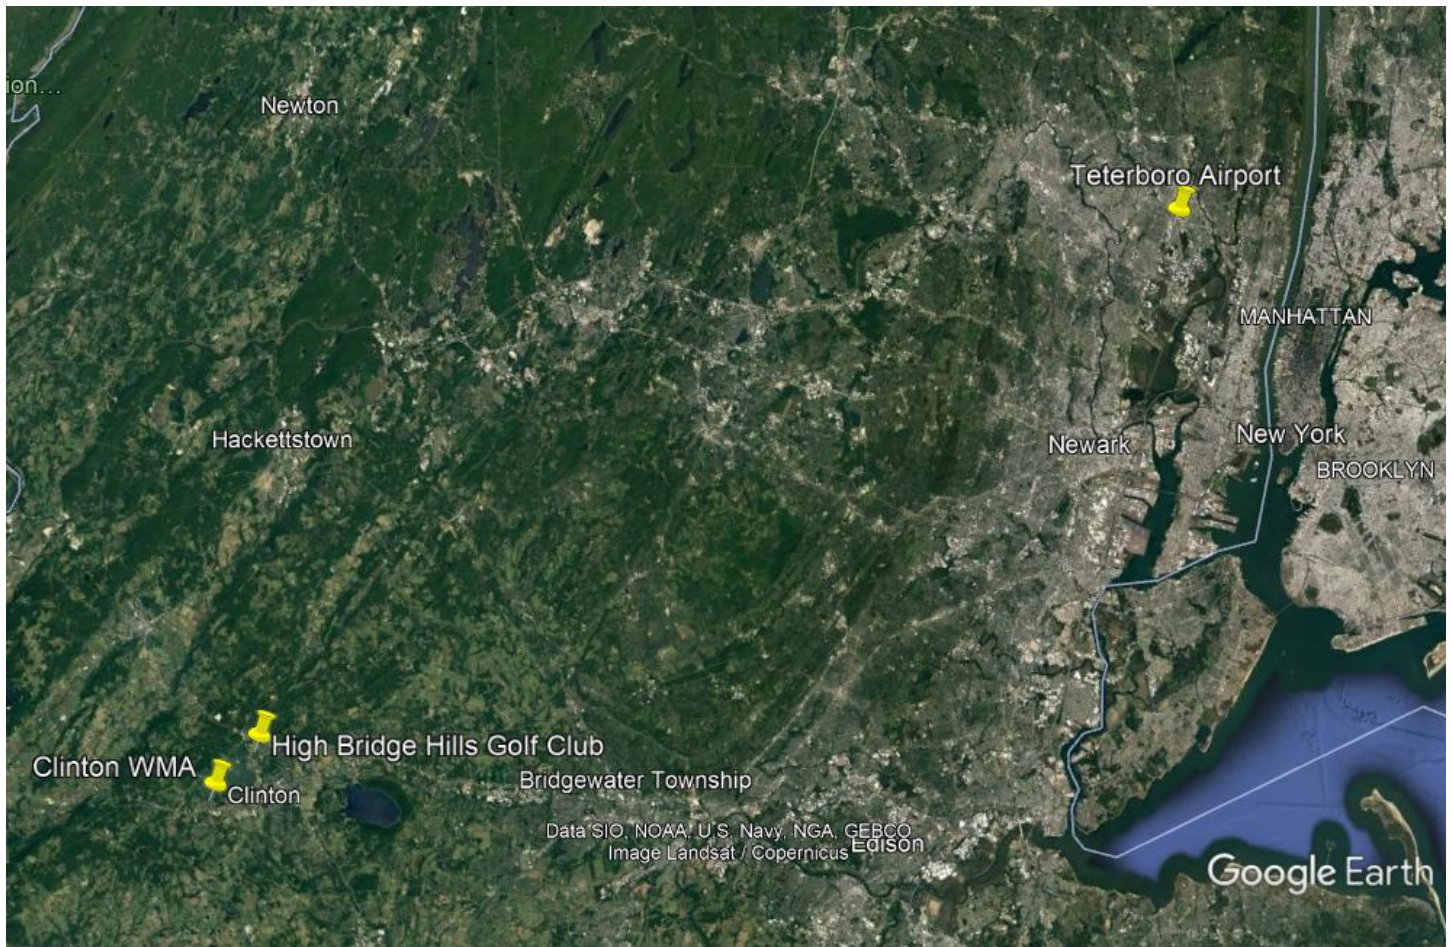 ion...
Newton
Teterboro Airport
MANHATTAN
Hackettstown
Newark
New York
BROOKLYN
High Bridge Hills Golf Club
Clinton WMA
Clinton
Bridgewater Township
Data SIO, NOAA, U.S. Navy, NGA, GEBCO
Image Landsat / Copernicus
Edison
Google Earth